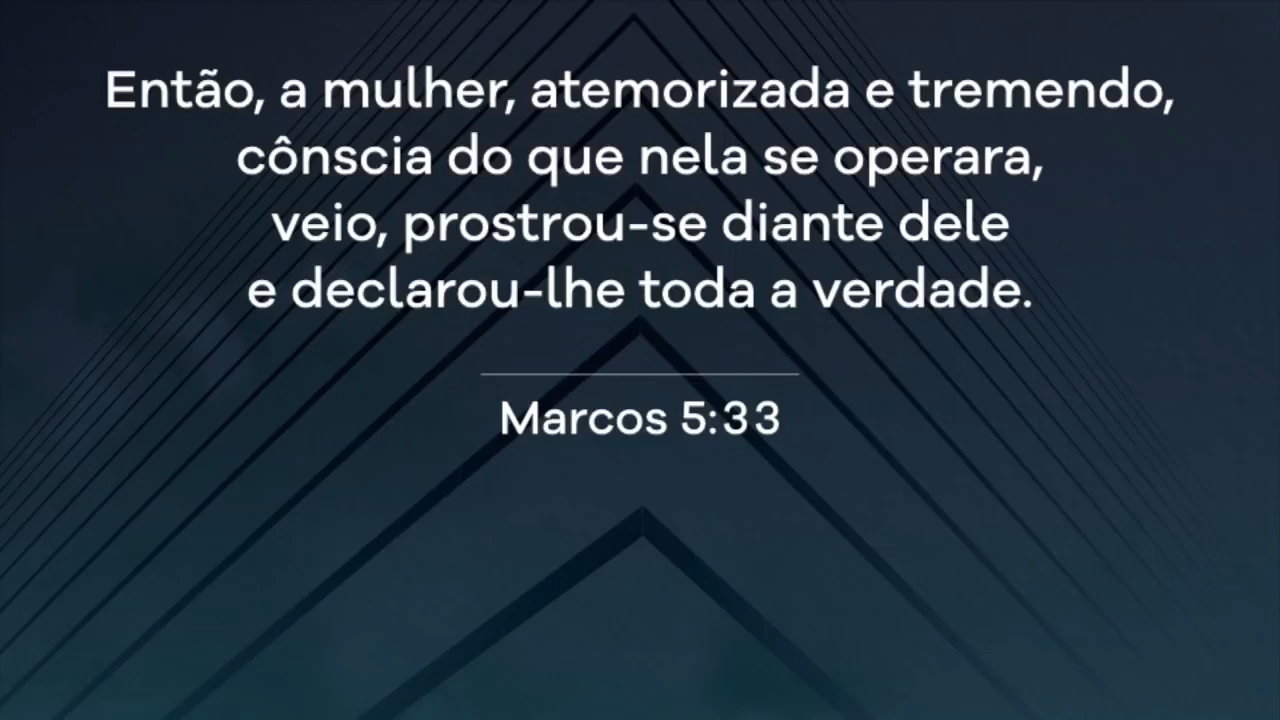 Então, a mulher, atemorizada e tremendo,
cônscia do que nela se operara,
veio, prostrou-se diante dele
e declarou-lhe toda a verdade.
Marcos 5:33